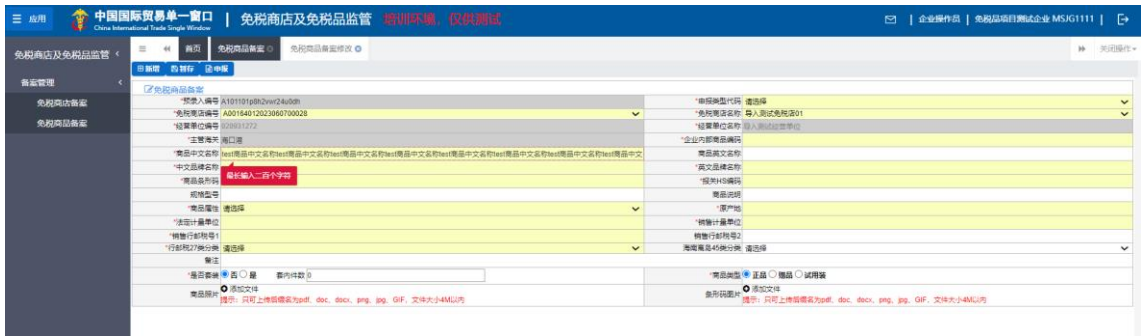 应用 中国国际贸易单一窗口 China International Trade Single Window | 免税商店及免税品监管 培训环境，仅供测试 | 企业操作员 | 免税品项目测试企业 MSJG1111 |
免税商店及免税品监管 首页 免税商品备案 免税商品备案修改 关闭操作
新增 暂存 申报
备案管理
免税商店备案
免税商品备案
免税商品备案
*预录入编号 *申报类型代码 请选择
*免税商店编号 A00164012023060700028 *免税商店名称 导入测试免税店01
*经营单位编号 *经营单位名称 导入测试经营单位
*主管海关 海口港 *企业内部商品编码
*商品中文名称 test商品中文名称test商品中文名称test商品中文名称test商品中文名称test商品中文名称test商品中文名称test商品中文 商品英文名称
*中文品牌名称 *英文品牌名称
最长输入二百个字符
*商品条形码 *报关HS编码
规格型号 商品说明
*商品属性 请选择 *原产地
*法定计量单位 *销售计量单位
*销售行邮税号1 销售行邮税号2
*行邮税27类分类 请选择 海南离岛45类分类 请选择
备注
*是否套装 否 是 套内件数 0 *商品类型 正品 赠品 试用装
商品照片 添加文件 条形码图片 添加文件
提示：只可上传后缀名为pdf、doc、docx、png、jpg、GIF，文件大小4M以内 提示：只可上传后缀名为pdf、doc、docx、png、jpg、GIF，文件大小4M以内